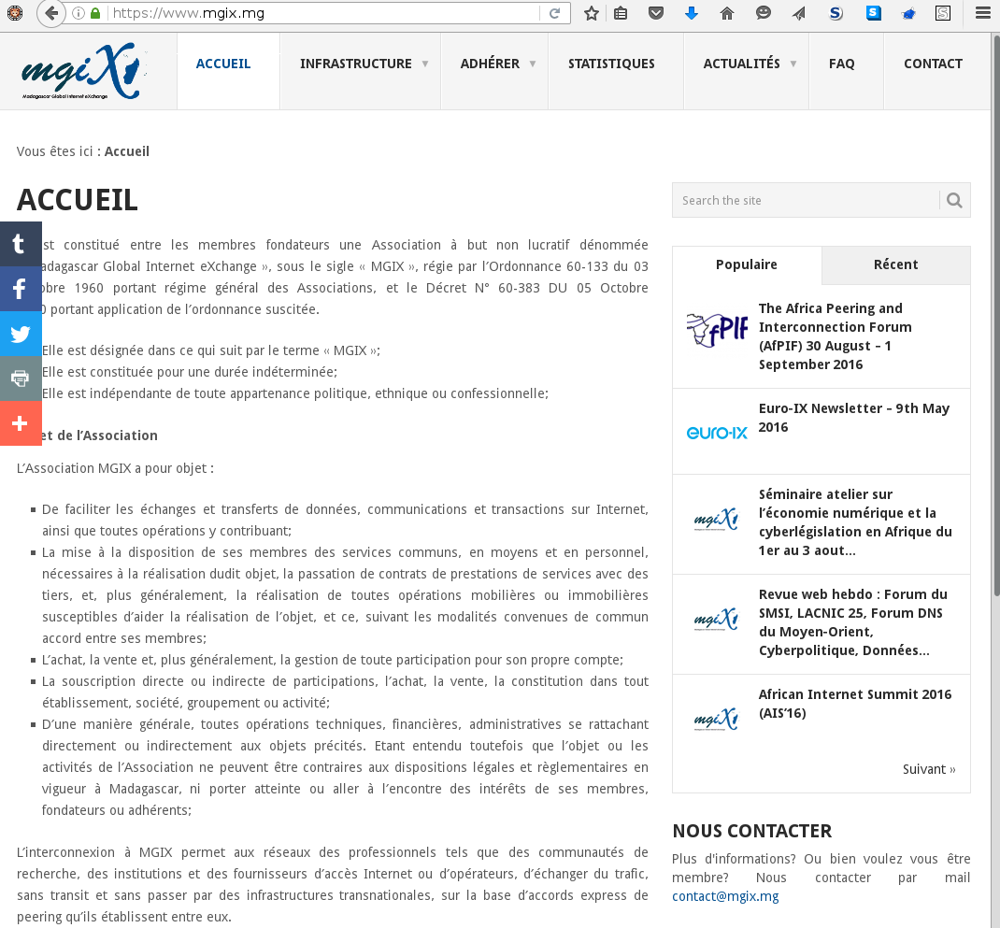 https://www.mgix.mg
mgiX
Madagascar Global Internet eXchange
ACCUEIL
INFRASTRUCTURE
ADHÉRER
STATISTIQUES
ACTUALITÉS
FAQ
CONTACT
Vous êtes ici : Accueil
ACCUEIL
st constitué entre les membres fondateurs une Association à but non lucratif dénommée
adagascar Global Internet eXchange », sous le sigle « MGIX », régie par l’Ordonnance 60-133 du 03
obre 1960 portant régime général des Associations, et le Décret N° 60-383 DU 05 Octobre
0 portant application de l’ordonnance suscitée.
Elle est désignée dans ce qui suit par le terme « MGIX »;
Elle est constituée pour une durée indéterminée;
Elle est indépendante de toute appartenance politique, ethnique ou confessionnelle;
et de l’Association
L’Association MGIX a pour objet :
De faciliter les échanges et transferts de données, communications et transactions sur Internet,
ainsi que toutes opérations y contribuant;
La mise à la disposition de ses membres des services communs, en moyens et en personnel,
nécessaires à la réalisation dudit objet, la passation de contrats de prestations de services avec des
tiers, et, plus généralement, la réalisation de toutes opérations mobilières ou immobilières
susceptibles d’aider la réalisation de l’objet, et ce, suivant les modalités convenues de commun
accord entre ses membres;
L’achat, la vente et, plus généralement, la gestion de toute participation pour son propre compte;
La souscription directe ou indirecte de participations, l’achat, la vente, la constitution dans tout
établissement, société, groupement ou activité;
D’une manière générale, toutes opérations techniques, financières, administratives se rattachant
directement ou indirectement aux objets précités. Etant entendu toutefois que l’objet ou les
activités de l’Association ne peuvent être contraires aux dispositions légales et règlementaires en
vigueur à Madagascar, ni porter atteinte ou aller à l’encontre des intérêts de ses membres,
fondateurs ou adhérents;
L’interconnexion à MGIX permet aux réseaux des professionnels tels que des communautés de
recherche, des institutions et des fournisseurs d’accès Internet ou d’opérateurs, d’échanger du trafic,
sans transit et sans passer par des infrastructures transnationales, sur la base d’accords express de
peering qu’ils établissent entre eux.
Search the site
Populaire
Récent
fPIF
The Africa Peering and
Interconnection Forum
(AfPIF) 30 August – 1
September 2016
euro-ix
Euro-IX Newsletter – 9th May
2016
mgiX
Séminaire atelier sur
l’économie numérique et la
cyberlégislation en Afrique du
1er au 3 aout...
mgiX
Revue web hebdo : Forum du
SMSI, LACNIC 25, Forum DNS
du Moyen-Orient,
Cyberpolitique, Données...
mgiX
African Internet Summit 2016
(AIS’16)
Suivant »
NOUS CONTACTER
Plus d'informations? Ou bien voulez vous être
membre? Nous contacter par mail
contact@mgix.mg